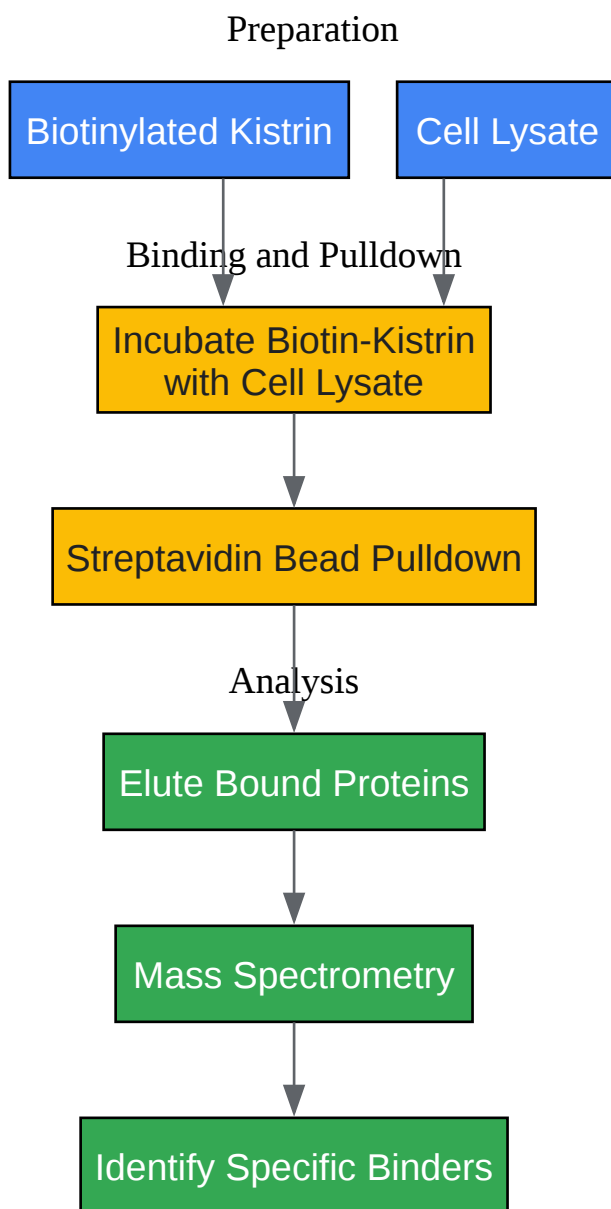 Preparation
Biotinylated Kistrin
Cell Lysate
Binding and Pulldown
Incubate Biotin-Kistrin
with Cell Lysate
Streptavidin Bead Pulldown
Analysis
Elute Bound Proteins
Mass Spectrometry
Identify Specific Binders